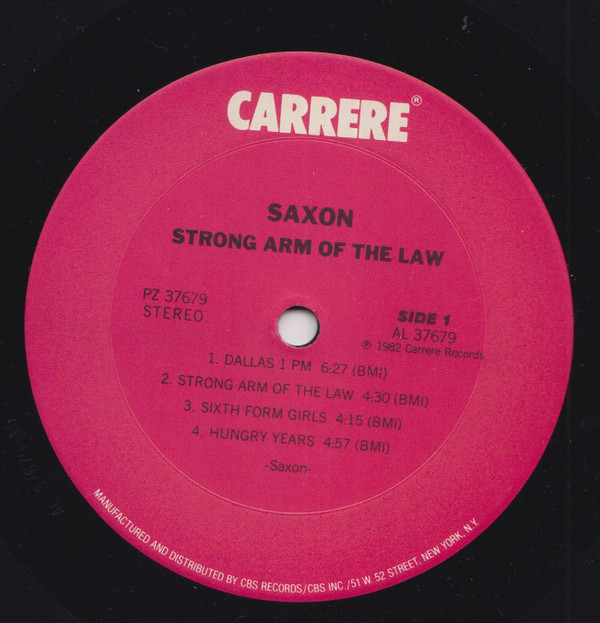 CARRERE®
SAXON
STRONG ARM OF THE LAW
PZ 37679
STEREO
SIDE 1
AL 37679
℗ 1982 Carrere Records
1. DALLAS 1 PM 6:27 (BMI)
2. STRONG ARM OF THE LAW 4:30 (BMI)
3. SIXTH FORM GIRLS 4:15 (BMI)
4. HUNGRY YEARS 4:57 (BMI)
-Saxon-
MANUFACTURED AND DISTRIBUTED BY CBS RECORDS/CBS INC./51 W. 52 STREET, NEW YORK, N.Y.